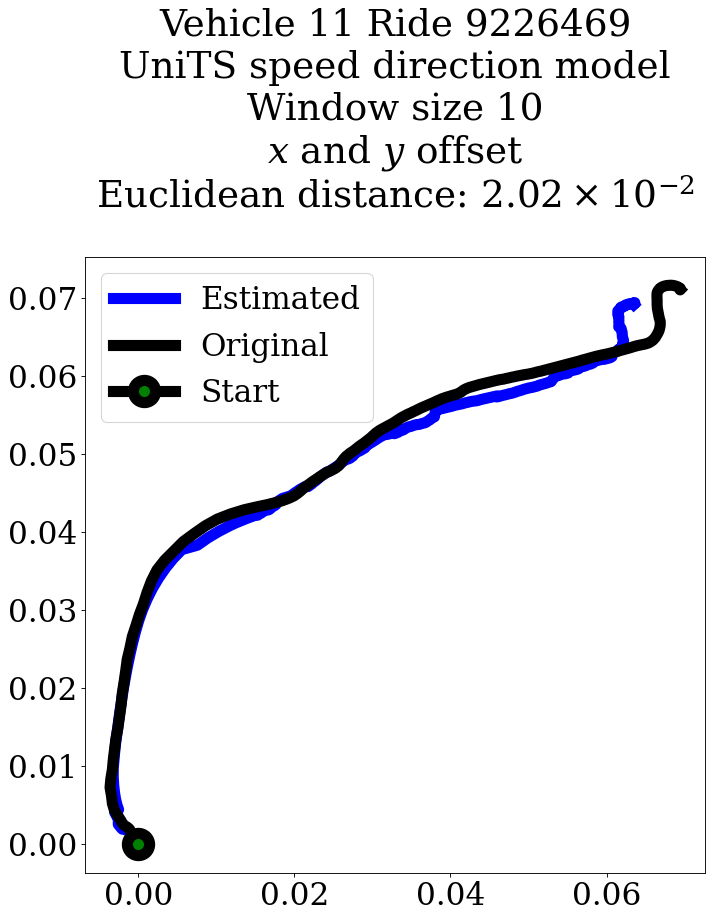 Vehicle 11 Ride 9226469
UniTS speed direction model
Window size 10
x and y offset
Euclidean distance: 2.02 × 10⁻²
Estimated
Original
Start
0.07
0.06
0.05
0.04
0.03
0.02
0.01
0.00
0.00 0.02 0.04 0.06